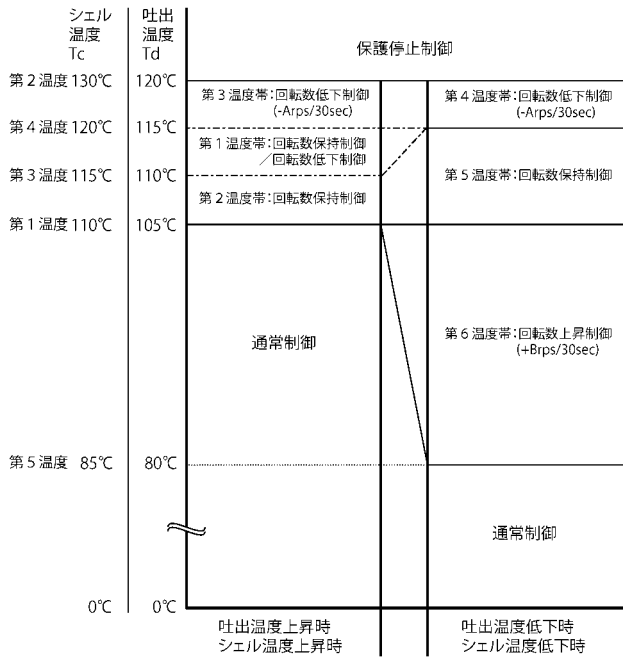 シェル
温度
Tc
吐出
温度
Td
保護停止制御
第2温度 130℃ 120℃
第3温度帯:回転数低下制御
(-Arps/30sec)
第4温度帯:回転数低下制御
(-Arps/30sec)
第4温度 120℃ 115℃
第1温度帯:回転数保持制御
/回転数低下制御
第5温度帯:回転数保持制御
第3温度 115℃ 110℃
第2温度帯:回転数保持制御
第1温度 110℃ 105℃
通常制御
第6温度帯:回転数上昇制御
(+Brps/30sec)
第5温度 85℃ 80℃
通常制御
0℃ 0℃
吐出温度上昇時
シェル温度上昇時
吐出温度低下時
シェル温度低下時